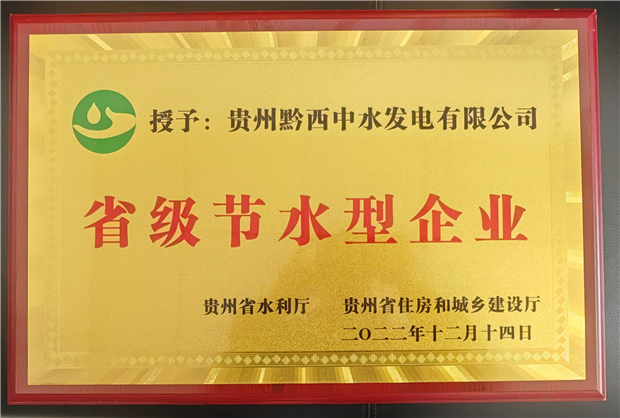 授予：贵州黔西中水发电有限公司
省级节水型企业
贵州省水利厅 贵州省住房和城乡建设厅
二〇二二年十二月十四日